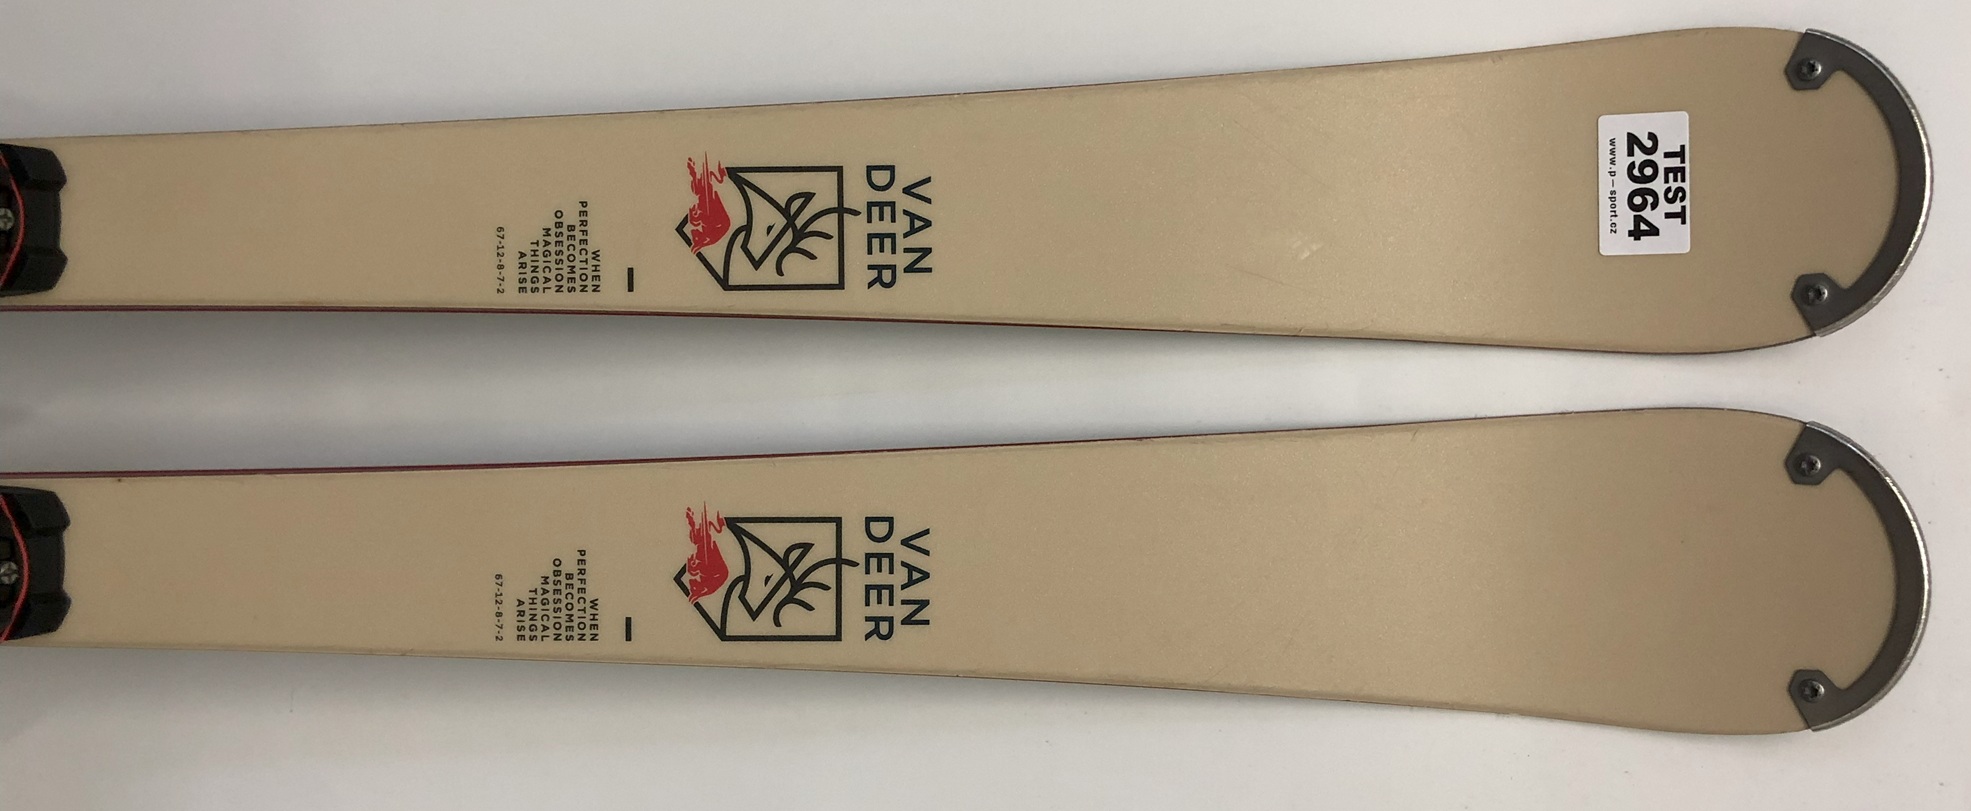 VAN
DEER
WHEN
PERFECTION
BECOMES
OBSESSION
MAGICAL
THINGS
ARISE
67-12-8-7-2
TEST
2964
www.p-sport.cz
VAN
DEER
WHEN
PERFECTION
BECOMES
OBSESSION
MAGICAL
THINGS
ARISE
67-12-8-7-2